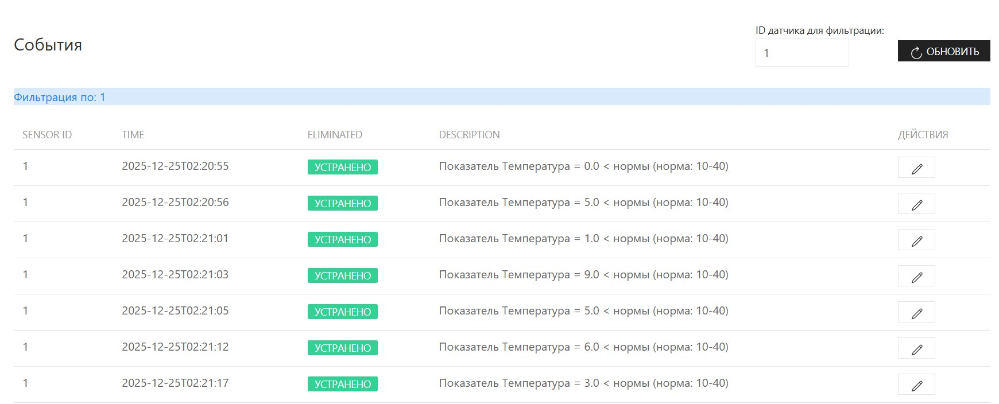 ID датчика для фильтрации:
События
1
ОБНОВИТЬ
Фильтрация по: 1
SENSOR ID TIME ELIMINATED DESCRIPTION ДЕЙСТВИЯ
1 2025-12-25T02:20:55 УСТРАНЕНО Показатель Температура = 0.0 < нормы (норма: 10-40)
1 2025-12-25T02:20:56 УСТРАНЕНО Показатель Температура = 5.0 < нормы (норма: 10-40)
1 2025-12-25T02:21:01 УСТРАНЕНО Показатель Температура = 1.0 < нормы (норма: 10-40)
1 2025-12-25T02:21:03 УСТРАНЕНО Показатель Температура = 9.0 < нормы (норма: 10-40)
1 2025-12-25T02:21:05 УСТРАНЕНО Показатель Температура = 5.0 < нормы (норма: 10-40)
1 2025-12-25T02:21:12 УСТРАНЕНО Показатель Температура = 6.0 < нормы (норма: 10-40)
1 2025-12-25T02:21:17 УСТРАНЕНО Показатель Температура = 3.0 < нормы (норма: 10-40)